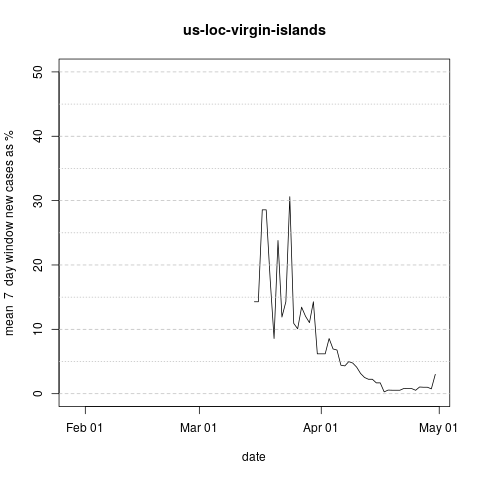 us-loc-virgin-islands
mean 7 day window new cases as %
50
40
30
20
10
0
Feb 01 Mar 01 Apr 01 May 01
date